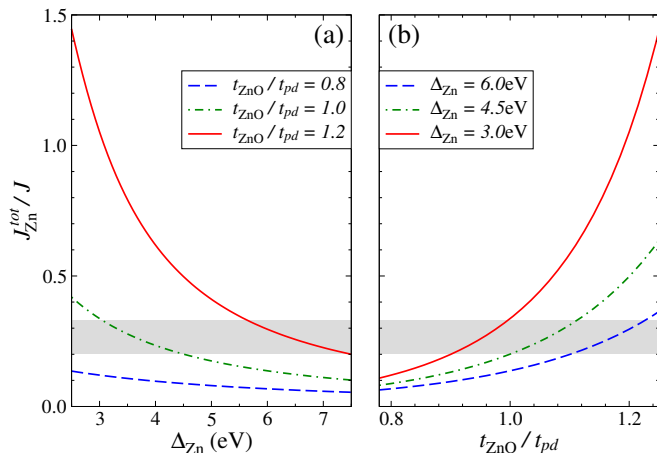 1.5
1.0
0.5
0.0
J_Zn^tot / J
(a)
t_ZnO / t_pd = 0.8
t_ZnO / t_pd = 1.0
t_ZnO / t_pd = 1.2
3 4 5 6 7
Δ_Zn (eV)
(b)
Δ_Zn = 6.0eV
Δ_Zn = 4.5eV
Δ_Zn = 3.0eV
0.8 1.0 1.2
t_ZnO / t_pd